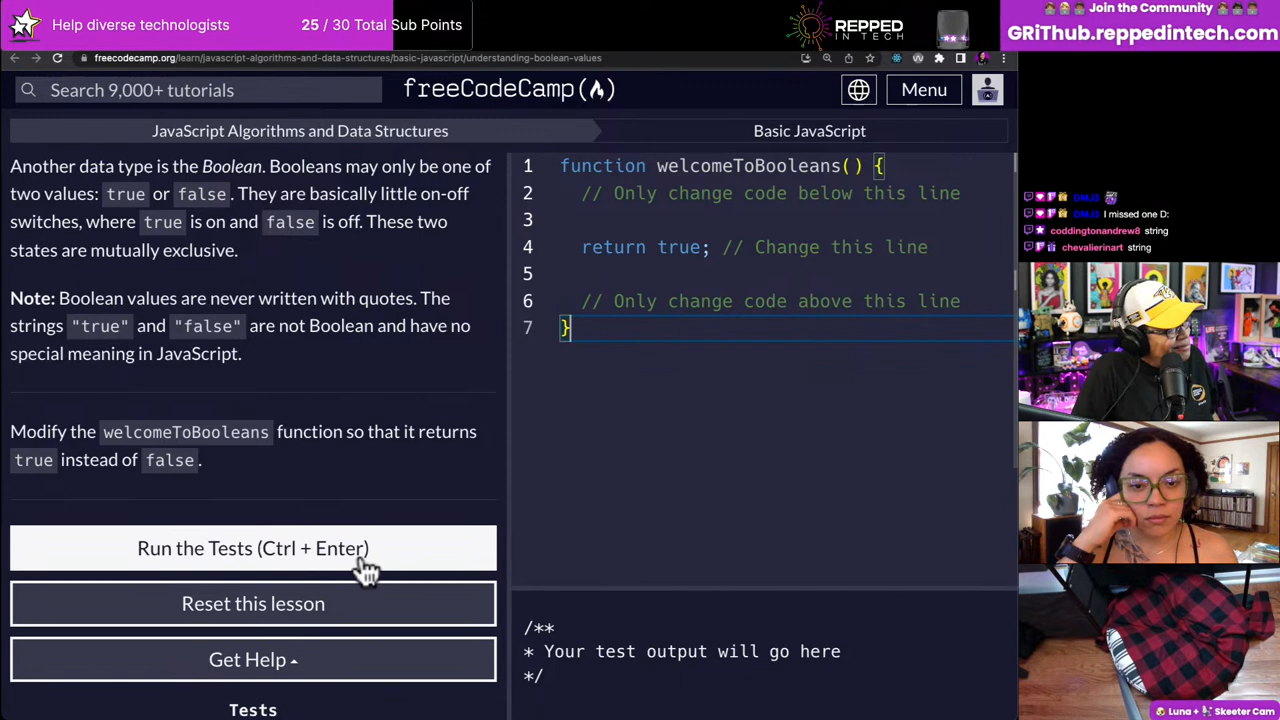 Help diverse technologists
25 / 30 Total Sub Points
REPPED
IN TECH
Join the Community
GRiThub.reppedintech.com
freecodecamp.org/learn/javascript-algorithms-and-data-structures/basic-javascript/understanding-boolean-values
Search 9,000+ tutorials
freeCodeCamp
Menu
JavaScript Algorithms and Data Structures
Basic JavaScript
Another data type is the Boolean. Booleans may only be one of
two values: true or false. They are basically little on-off
switches, where true is on and false is off. These two
states are mutually exclusive.
Note: Boolean values are never written with quotes. The
strings "true" and "false" are not Boolean and have no
special meaning in JavaScript.
Modify the welcomeToBooleans function so that it returns
true instead of false.
Run the Tests (Ctrl + Enter)
Reset this lesson
Get Help
Tests
1 function welcomeToBooleans() {
2 // Only change code below this line
3
4 return true; // Change this line
5
6 // Only change code above this line
7 }
/**
* Your test output will go here
*/
I missed one D:
coddingtonandrew8 string
chevalierinart string
Luna + Skeeter Cam